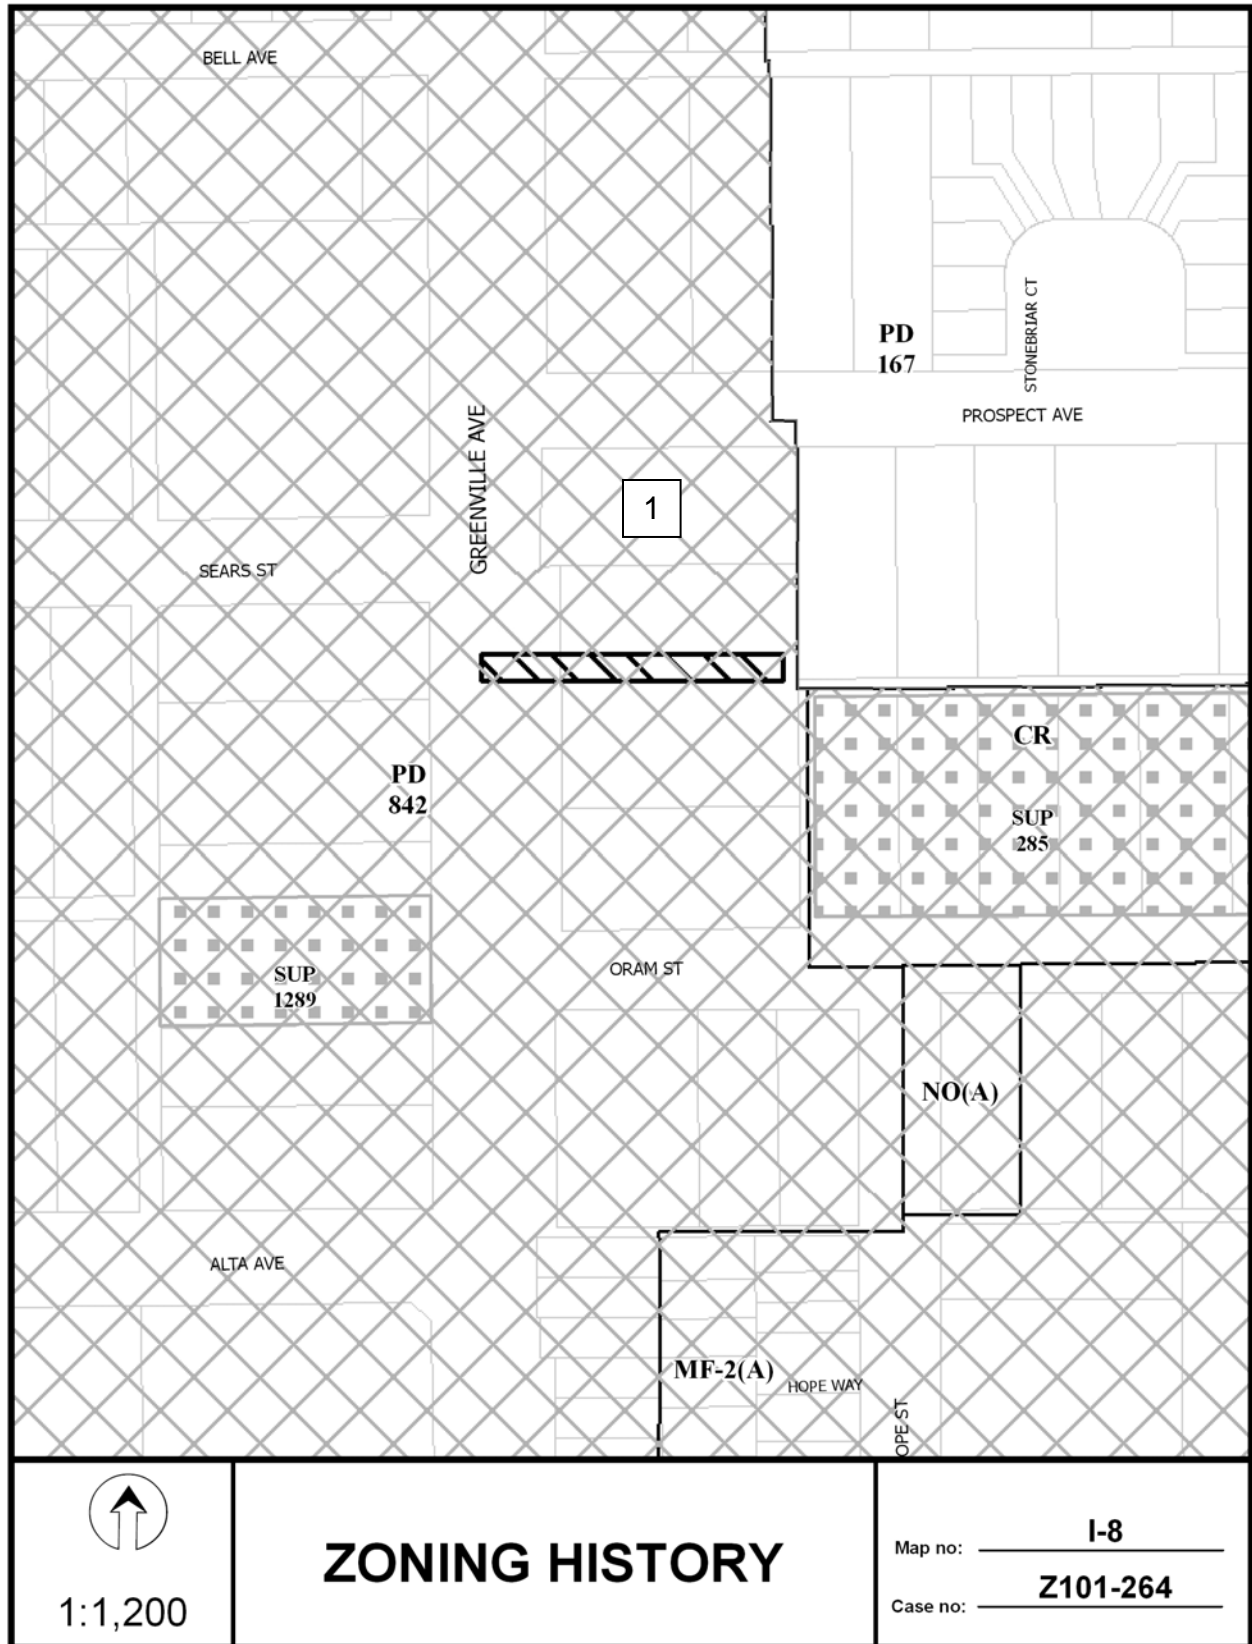 BELL AVE
STONEBRIAR CT
PD
167
PROSPECT AVE
GREENVILLE AVE
1
SEARS ST
CR
PD
842
SUP
285
ORAM ST
SUP
1289
NO(A)
ALTA AVE
MF-2(A)
HOPE WAY
OPE ST
1:1,200
ZONING HISTORY
Map no: I-8
Case no: Z101-264